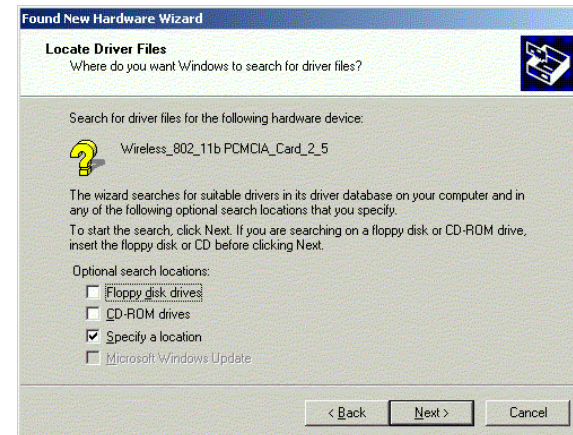 Found New Hardware Wizard
Locate Driver Files
Where do you want Windows to search for driver files?
Search for driver files for the following hardware device:
Wireless_802_11b PCMCIA_Card_2_5
The wizard searches for suitable drivers in its driver database on your computer and in
any of the following optional search locations that you specify.
To start the search, click Next. If you are searching on a floppy disk or CD-ROM drive,
insert the floppy disk or CD before clicking Next.
Optional search locations:
Floppy disk drives
CD-ROM drives
Specify a location
Microsoft Windows Update
< Back Next > Cancel